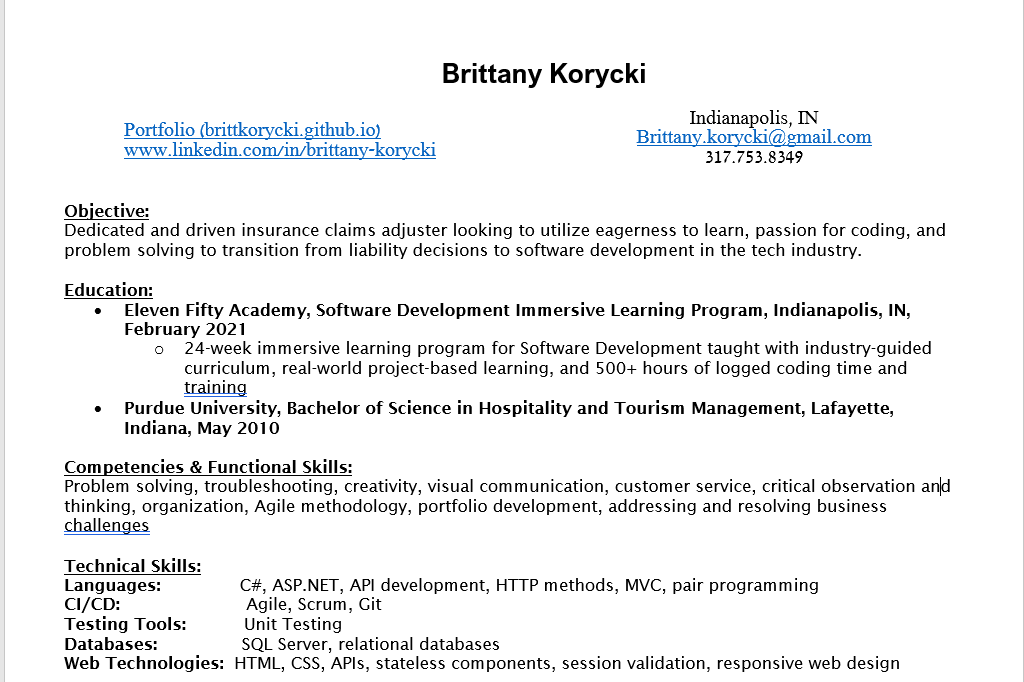 Brittany Korycki
Portfolio (brittkorycki.github.io)
www.linkedin.com/in/brittany-korycki
Indianapolis, IN
Brittany.korycki@gmail.com
317.753.8349
Objective:
Dedicated and driven insurance claims adjuster looking to utilize eagerness to learn, passion for coding, and
problem solving to transition from liability decisions to software development in the tech industry.
Education:
• Eleven Fifty Academy, Software Development Immersive Learning Program, Indianapolis, IN,
February 2021
o 24-week immersive learning program for Software Development taught with industry-guided
curriculum, real-world project-based learning, and 500+ hours of logged coding time and
training
• Purdue University, Bachelor of Science in Hospitality and Tourism Management, Lafayette,
Indiana, May 2010
Competencies & Functional Skills:
Problem solving, troubleshooting, creativity, visual communication, customer service, critical observation and
thinking, organization, Agile methodology, portfolio development, addressing and resolving business
challenges
Technical Skills:
Languages: C#, ASP.NET, API development, HTTP methods, MVC, pair programming
CI/CD: Agile, Scrum, Git
Testing Tools: Unit Testing
Databases: SQL Server, relational databases
Web Technologies: HTML, CSS, APIs, stateless components, session validation, responsive web design